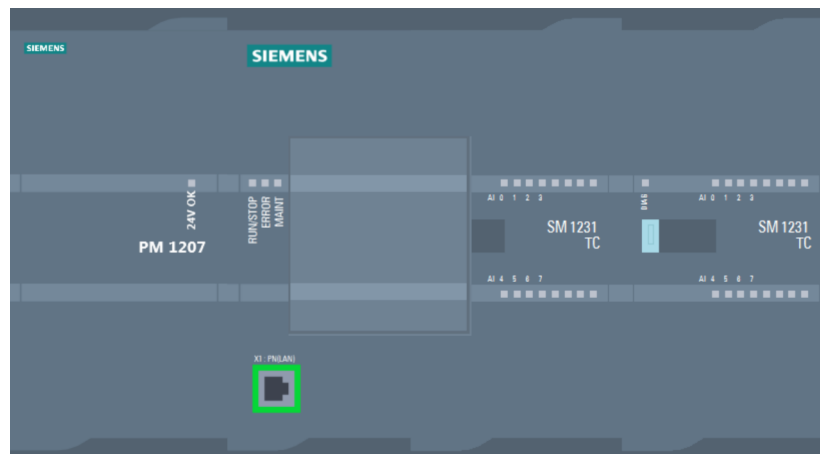 SIEMENS
SIEMENS
24V OK
PM 1207
RUN/STOP
ERROR
MAINT
AI 0 1 2 3
SM 1231
TC
AI 4 5 6 7
DIAG
AI 0 1 2 3
SM 1231
TC
AI 4 5 6 7
X1 : PN(LAN)